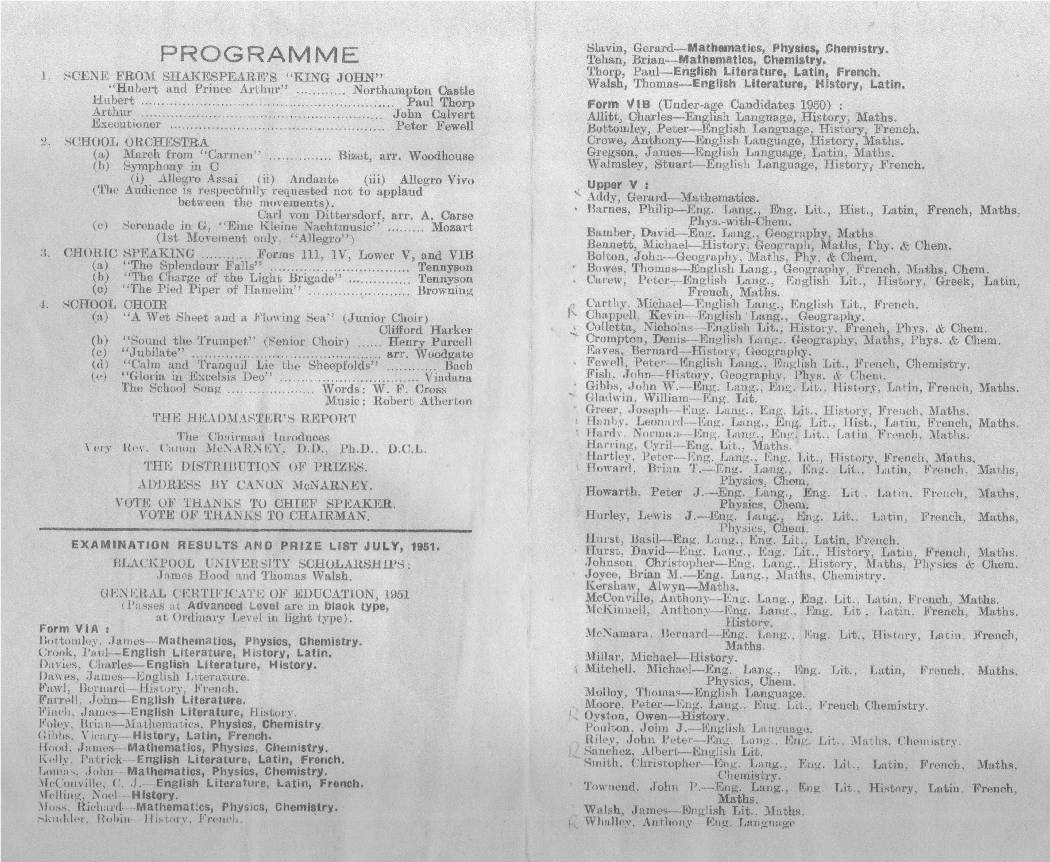 PROGRAMME
1. SCENE FROM SHAKESPEARE'S "KING JOHN"
"Hubert and Prince Arthur" ............ Northampton Castle
Hubert .................................................... Paul Thorp
Arthur .................................................... John Calvert
Executioner ............................................. Peter Fewell
2. SCHOOL ORCHESTRA
(a) March from "Carmen" ............... Bizet, arr. Woodhouse
(b) Symphony in C
(i) Allegro Assai (ii) Andante (iii) Allegro Vivo
(The Audience is respectfully requested not to applaud
between the movements).
Carl von Dittersdorf, arr. A. Carse
(c) Serenade in G, "Eine Kleine Nachtmusic" ......... Mozart
(1st Movement only. "Allegro")
3. CHORIC SPEAKING ............ Forms 111, 1V, Lower V, and VIB
(a) "The Splendour Falls" .................................. Tennyson
(b) "The Charge of the Light Brigade" ............... Tennyson
(c) "The Pied Piper of Hamelin" ........................ Browning
4. SCHOOL CHOIR
(a) "A Wet Sheet and a Flowing Sea" (Junior Choir)
Clifford Harker
(b) "Sound the Trumpet" (Senior Choir) ...... Henry Purcell
(c) "Jubilate" ........................................ arr. Woodgate
(d) "Calm and Tranquil Lie the Sheepfolds" ............ Bach
(e) "Gloria in Excelsis Deo" .............................. Viadana
The School Song ..................... Words: W. F. Cross
Music: Robert Atherton
THE HEADMASTER'S REPORT
The Chairman Inroduces
Very Rev. Canon McNARNEY, D.D., Ph.D., D.C.L.
THE DISTRIBUTION OF PRIZES.
ADDRESS BY CANON McNARNEY.
VOTE OF THANKS TO CHIEF SPEAKER.
VOTE OF THANKS TO CHAIRMAN.
EXAMINATION RESULTS AND PRIZE LIST JULY, 1951.
BLACKPOOL UNIVERSITY SCHOLARSHIPS:
James Hood and Thomas Walsh.
GENERAL CERTIFICATE OF EDUCATION, 1951
(Passes at Advanced Level are in black type,
at Ordinary Level in light type).
Form VIA :
Bottomley, James—Mathematics, Physics, Chemistry.
Crook, Paul—English Literature, History, Latin.
Davies, Charles—English Literature, History.
Dawes, James—English Literature.
Fawl, Bernard—History, French.
Farrell, John—English Literature.
Finch, James—English Literature, History.
Foley, Brian—Mathematics, Physics, Chemistry
Gibbs, Vicary—History, Latin, French.
Hood, James—Mathematics, Physics, Chemistry.
Kelly, Patrick—English Literature, Latin, French.
Lomas, John—Mathematics, Physics, Chemistry.
McConville, C. J.—English Literature, Latin, French.
Melling, Noel—History.
Moss, Richard—Mathematics, Physics, Chemistry.
Skudder, Robin—History, French.
Slavin, Gerard—Mathematics, Physics, Chemistry.
Tehan, Brian—Mathematics, Chemistry.
Thorp, Paul—English Literature, Latin, French.
Walsh, Thomas—English Literature, History, Latin.
Form VIB (Under-age Candidates 1950) :
Allitt, Charles—English Language, History, Maths.
Bottomley, Peter—English Language, History, French.
Crowe, Anthony—English Language, History, Maths.
Gregson, James—English Language, Latin, Maths.
Walmsley, Stuart—English Language, History, French.
Upper V :
Addy, Gerard—Mathematics.
Barnes, Philip—Eng. Lang., Eng. Lit., Hist., Latin, French, Maths,
Phys.-with-Chem.
Bamber, David—Eng. Lang., Geography, Maths.
Bennett, Michael—History, Geograph, Maths, Phy. & Chem.
Bolton, John—Geography, Maths, Phy. & Chem.
Bowes, Thomas—English Lang., Geography, French, Maths, Chem.
Carew, Peter—English Lang., English Lit., History, Greek, Latin,
French, Maths.
Carthy, Michael—English Lang., English Lit., French.
R Chappell, Kevin—English Lang., Geography.
Colletta, Nicholas—English Lit., History, French, Phys. & Chem.
Crompton, Denis—English Lang., Geography, Maths, Phys. & Chem.
Eaves, Bernard—History, Geography.
Fewell, Peter—English Lang., English Lit., French, Chemistry.
Fish, John—History, Geography, Phys. & Chem.
Gibbs, John W.—Eng. Lang., Eng. Lit., History, Latin, French, Maths.
Gladwin, William—Eng. Lit.
Greer, Joseph—Eng. Lang., Eng. Lit., History, French, Maths.
Hanby, Leonard—Eng. Lang., Eng. Lit., Hist., Latin, French, Maths.
Hardy, Norman—Eng. Lang., Eng. Lit., Latin, French, Maths.
Harring, Cyril—Eng. Lit., Maths.
Hartley, Peter—Eng. Lang., Eng. Lit., History, French, Maths.
Howard, Brian T.—Eng. Lang., Eng. Lit., Latin, French, Maths,
Physics, Chem.
Howarth, Peter J.—Eng. Lang., Eng. Lit., Latin, French, Maths,
Physics, Chem.
Hurley, Lewis J.—Eng. Lang., Eng. Lit., Latin, French, Maths,
Physics, Chem.
Hurst, Basil—Eng. Lang., Eng. Lit., Latin, French.
Hurst, David—Eng. Lang., Eng. Lit., History, Latin, French, Maths.
Johnson, Christopher—Eng. Lang., History, Maths, Physics & Chem.
Joyce, Brian M.—Eng. Lang., Maths, Chemistry.
Kershaw, Alwyn—Maths.
McConville, Anthony—Eng. Lang., Eng. Lit., Latin, French, Maths.
McKinnell, Anthony—Eng. Lang., Eng. Lit., Latin, French, Maths,
History.
McNamara, Bernard—Eng. Lang., Eng. Lit., History, Latin, French,
Maths.
Millar, Michael—History.
Mitchell, Michael—Eng. Lang., Eng. Lit., Latin, French, Maths,
Physics, Chem.
Molloy, Thomas—English Language.
Moore, Peter—Eng. Lang., Eng. Lit., French Chemistry.
R Oyston, Owen—History.
Poulton, John J.—English Language.
Riley, John Peter—Eng. Lang., Eng. Lit., Maths, Chemistry.
R Sanchez, Albert—English Lit.
Smith, Christopher—Eng. Lang., Eng. Lit., Latin, French, Maths,
Chemistry.
Townend, John P.—Eng. Lang., Eng. Lit., History, Latin, French,
Maths.
Walsh, James—English Lit., Maths.
R Whalley, Anthony—Eng. Language